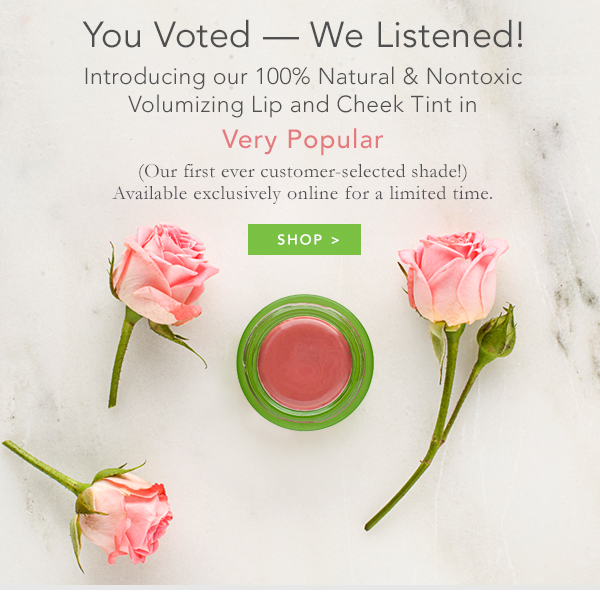 You Voted — We Listened!
Introducing our 100% Natural & Nontoxic
Volumizing Lip and Cheek Tint in
Very Popular
(Our first ever customer-selected shade!)
Available exclusively online for a limited time.
SHOP >